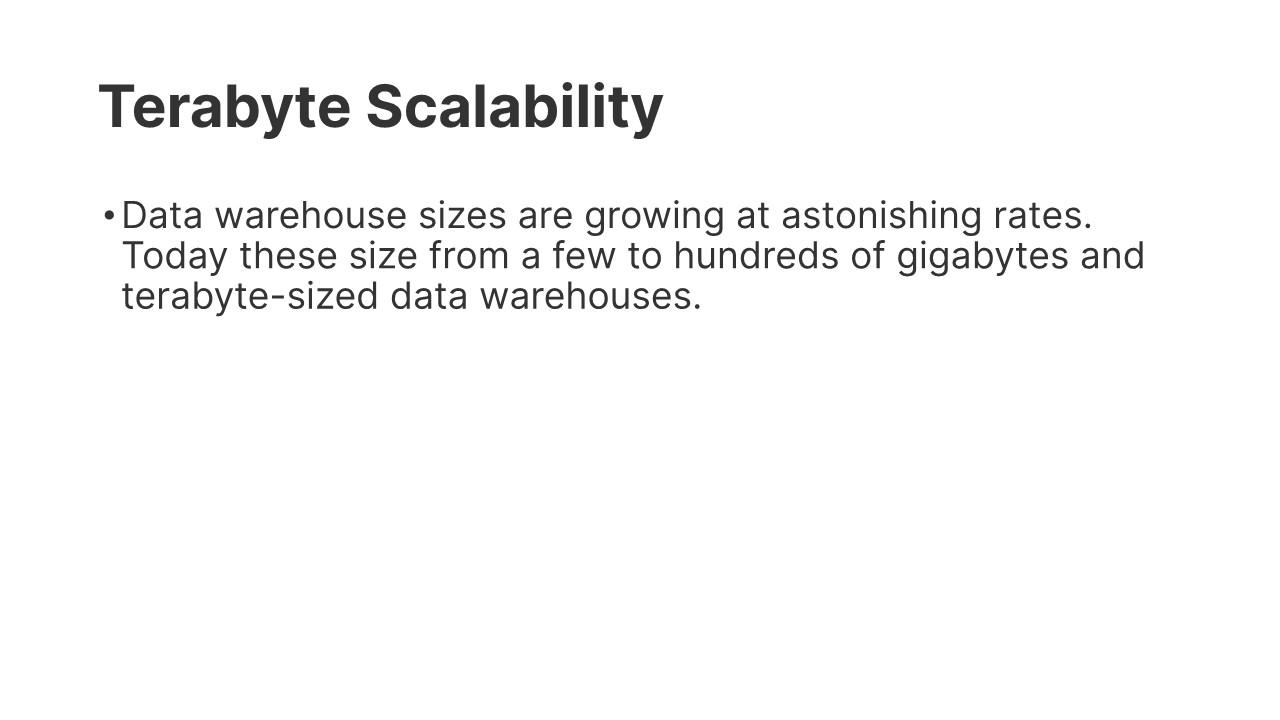 Terabyte Scalability
• Data warehouse sizes are growing at astonishing rates.
Today these size from a few to hundreds of gigabytes and
terabyte-sized data warehouses.